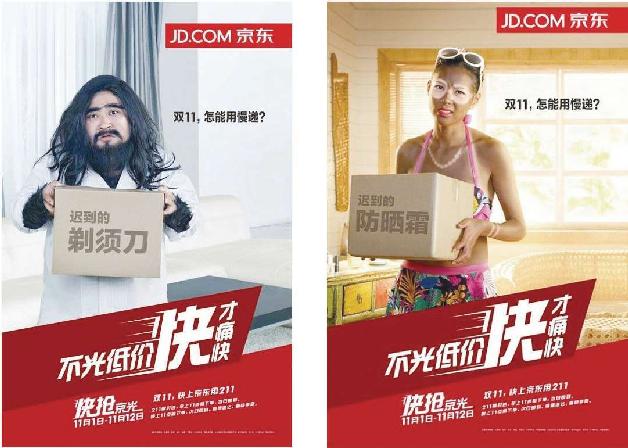 JD.COM 京东
双11，怎能用慢递?
迟到的
剃须刀
不光低价
快
才
痛
快
快抢京光
11月1日-11月12日
双11，快上京东用211
JD.COM 京东
双11，怎能用慢递?
迟到的
防晒霜
不光低价
快
才
痛
快
快抢京光
11月1日-11月12日
双11，快上京东用211